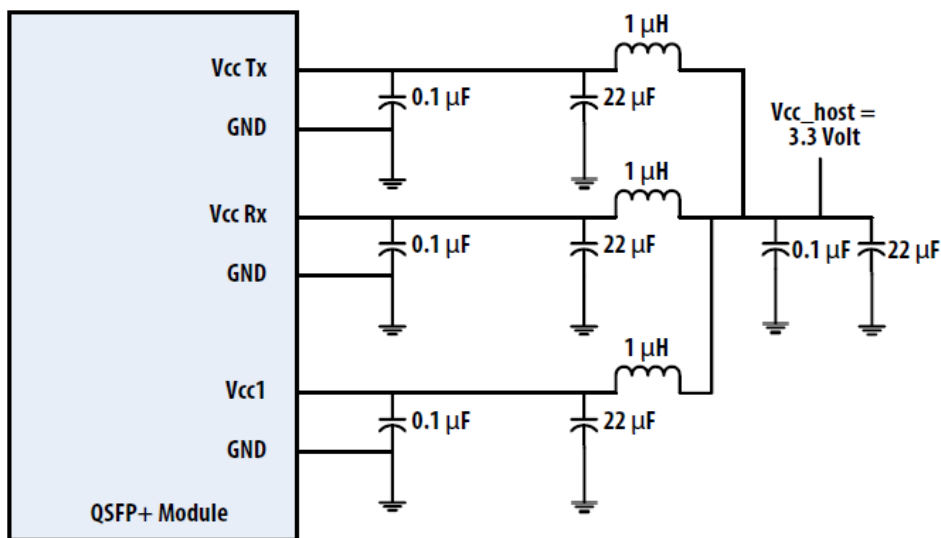 1 μH
Vcc Tx
0.1 μF
22 μF
GND
Vcc_host =
3.3 Volt
1 μH
Vcc Rx
0.1 μF
22 μF
0.1 μF
22 μF
GND
1 μH
Vcc1
0.1 μF
22 μF
GND
QSFP+ Module